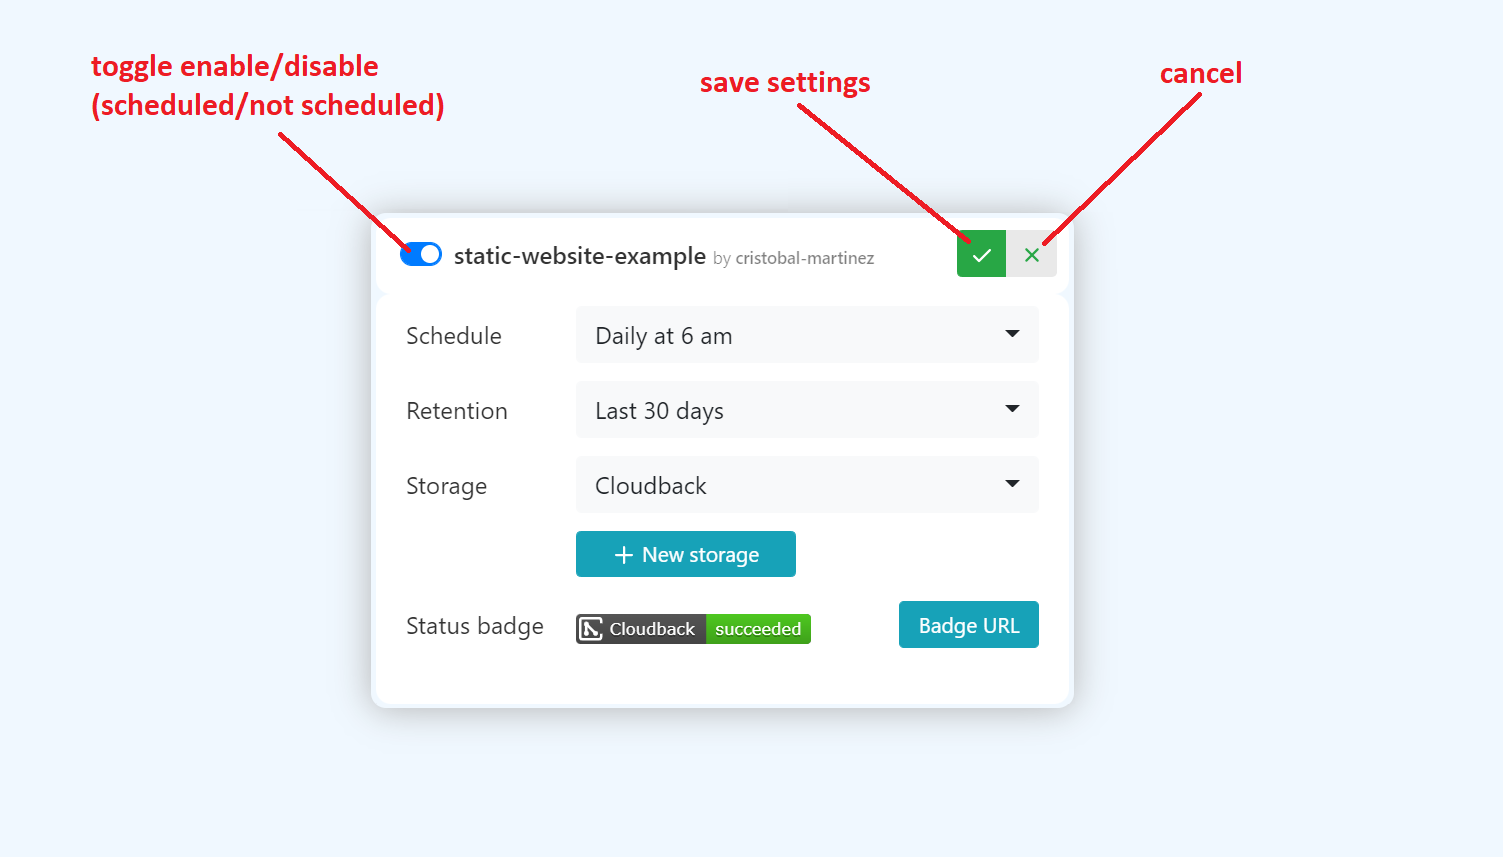 toggle enable/disable
(scheduled/not scheduled)
save settings
cancel
static-website-example by cristobal-martinez
Schedule
Daily at 6 am
Retention
Last 30 days
Storage
Cloudback
New storage
Status badge
Cloudback succeeded
Badge URL